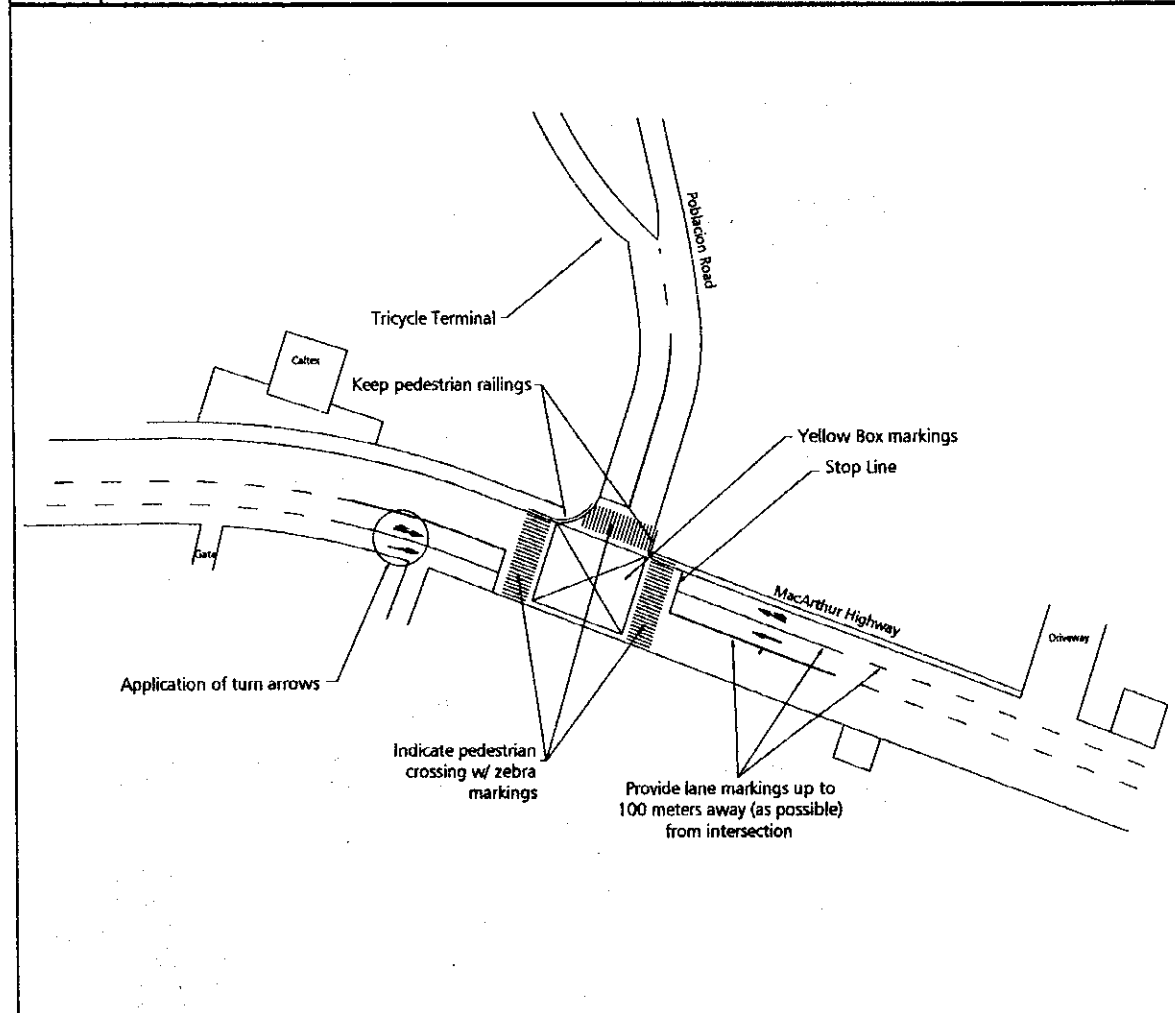 Poblacion Road
Tricycle Terminal
Caltex
Keep pedestrian railings
Yellow Box markings
Stop Line
Gate
MacArthur Highway
Driveway
Application of turn arrows
Indicate pedestrian
crossing w/ zebra
markings
Provide lane markings up to
100 meters away (as possible)
from intersection